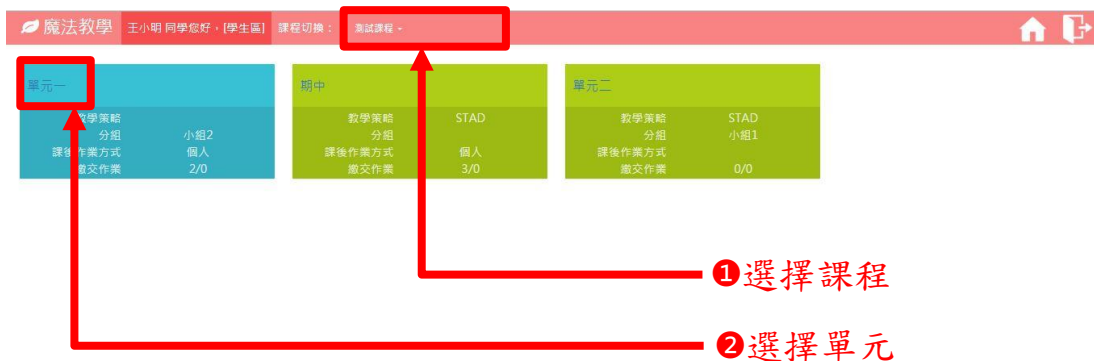 魔法教學 王小明 同學您好，[學生區] 課程切換： 測試課程
單元一
教學策略
分組 小組2
課後作業方式 個人
繳交作業 2/0
期中
教學策略 STAD
分組
課後作業方式 個人
繳交作業 3/0
單元二
教學策略 STAD
分組 小組1
課後作業方式
繳交作業 0/0
❶選擇課程
❷選擇單元